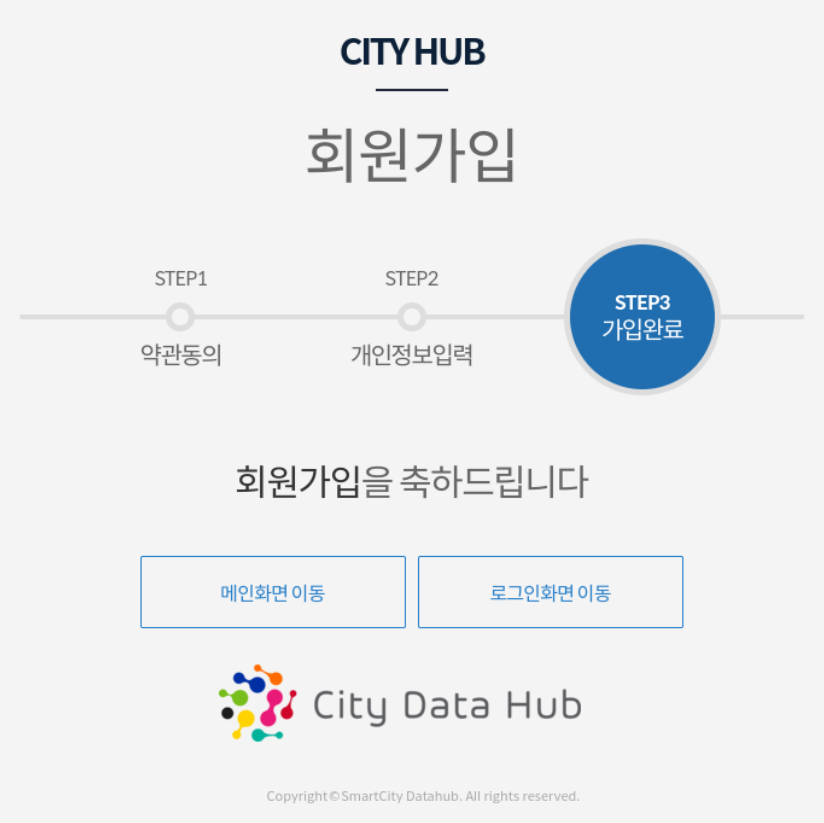 CITY HUB
회원가입
STEP1
약관동의
STEP2
개인정보입력
STEP3
가입완료
회원가입을 축하드립니다
메인화면 이동
로그인화면 이동
City Data Hub
Copyright©SmartCity Datahub. All rights reserved.